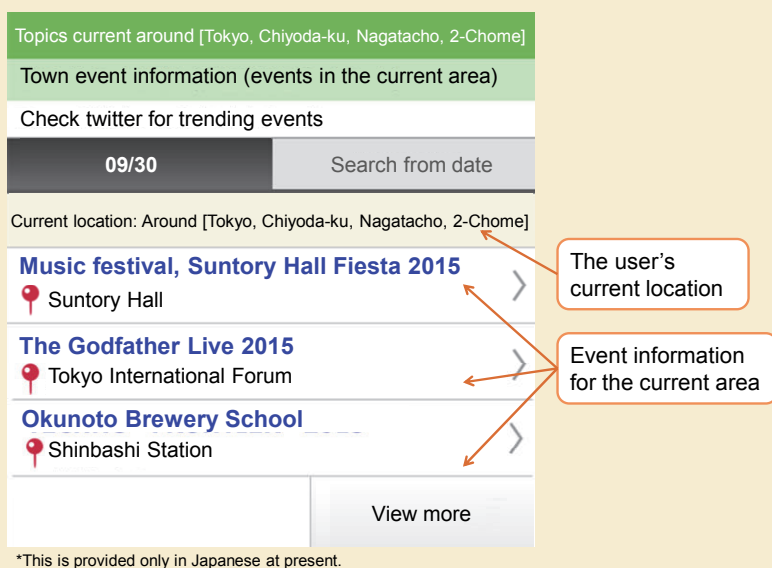 Topics current around [Tokyo, Chiyoda-ku, Nagatacho, 2-Chome]
Town event information (events in the current area)
Check twitter for trending events
09/30
Search from date
Current location: Around [Tokyo, Chiyoda-ku, Nagatacho, 2-Chome]
Music festival, Suntory Hall Fiesta 2015
Suntory Hall
The Godfather Live 2015
Tokyo International Forum
Okunoto Brewery School
Shinbashi Station
View more
The user's
current location
Event information
for the current area
*This is provided only in Japanese at present.